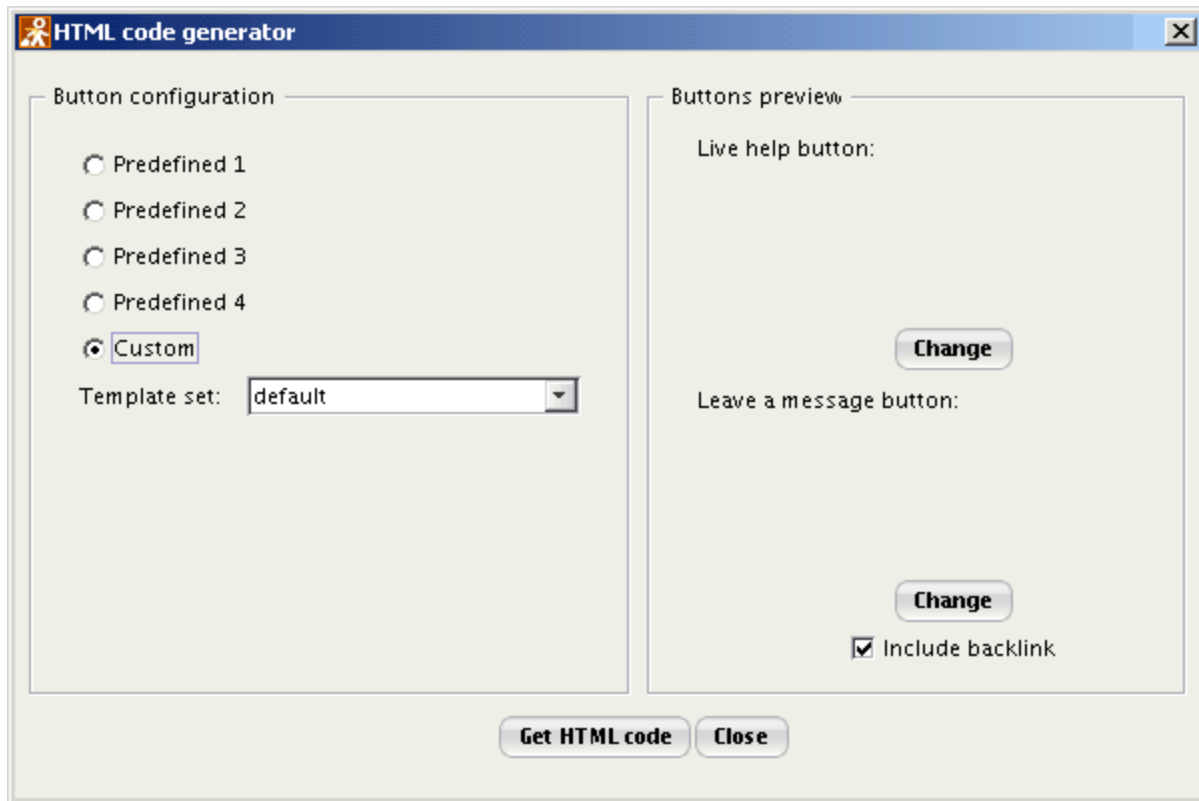 HTML code generator
Button configuration
Predefined 1
Predefined 2
Predefined 3
Predefined 4
Custom
Template set: default
Buttons preview
Live help button:
Change
Leave a message button:
Change
Include backlink
Get HTML code Close